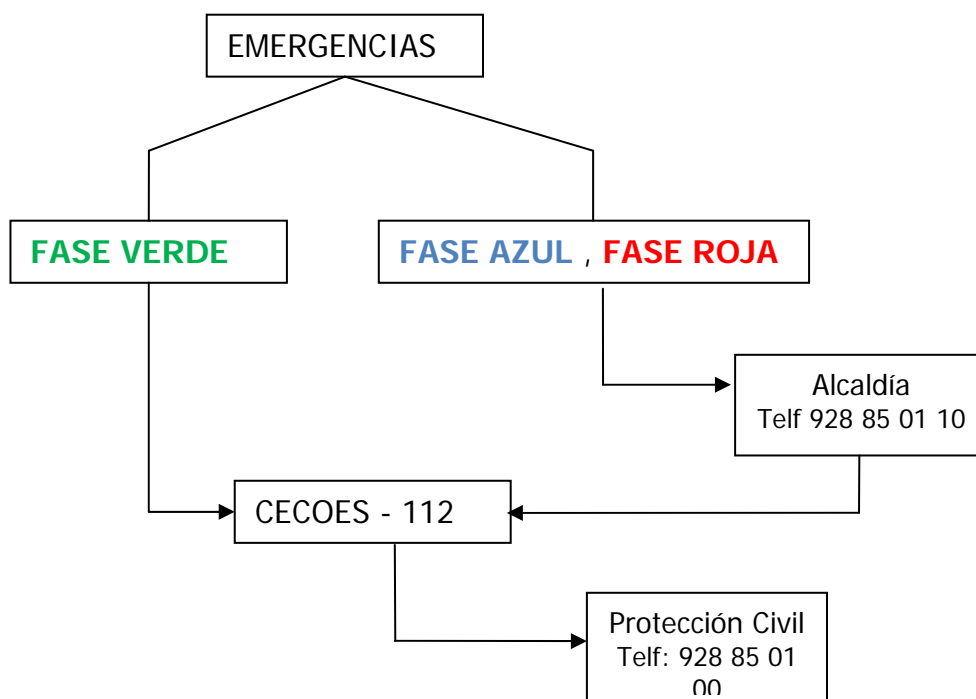 EMERGENCIAS
FASE VERDE
FASE AZUL , FASE ROJA
Alcaldía
Telf 928 85 01 10
CECOES - 112
Protección Civil
Telf: 928 85 01
00